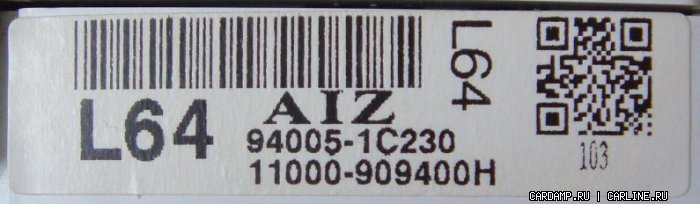 L64
AIZ
94005-1C230
11000-909400H
L64
103
CARDAMP.RU | CARLINE.RU